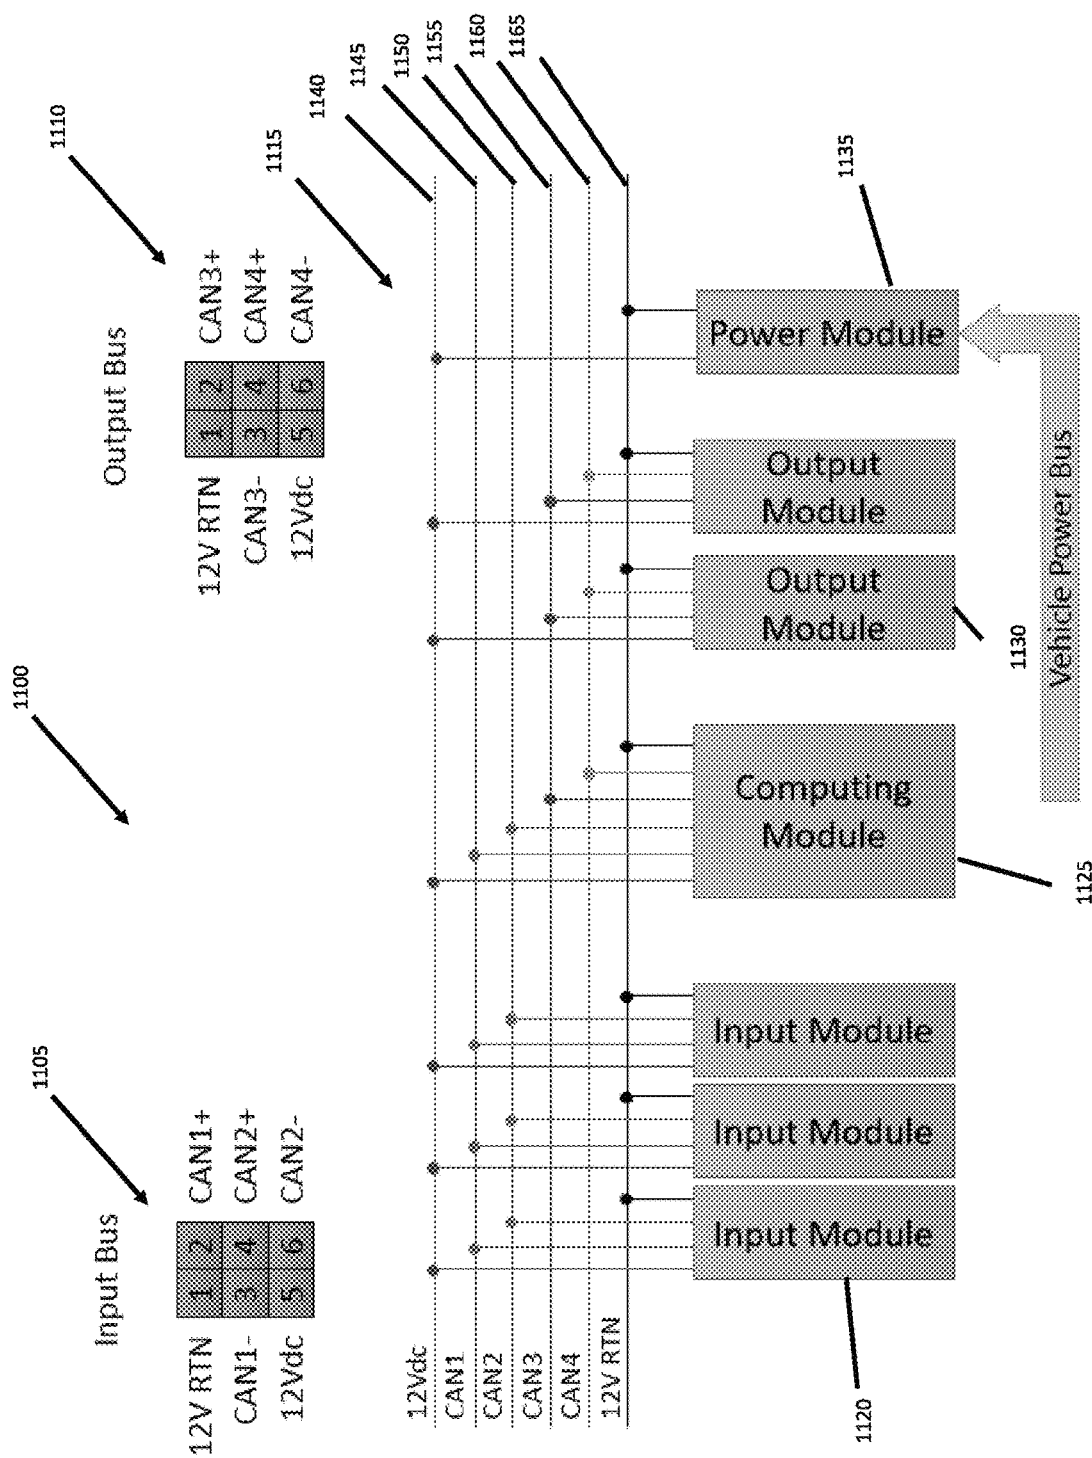 1100
1105
Input Bus
12V RTN 1 2 CAN1+
CAN1- 3 4 CAN2+
12Vdc 5 6 CAN2-
1110
Output Bus
12V RTN 1 2 CAN3+
CAN3- 3 4 CAN4+
12Vdc 5 6 CAN4-
1115
1140
1145
1150
1155
1160
1165
12Vdc
CAN1
CAN2
CAN3
CAN4
12V RTN
Input Module
Input Module
Input Module
Computing
Module
Output
Module
Output
Module
Power Module
1120
1125
1130
1135
Vehicle Power Bus